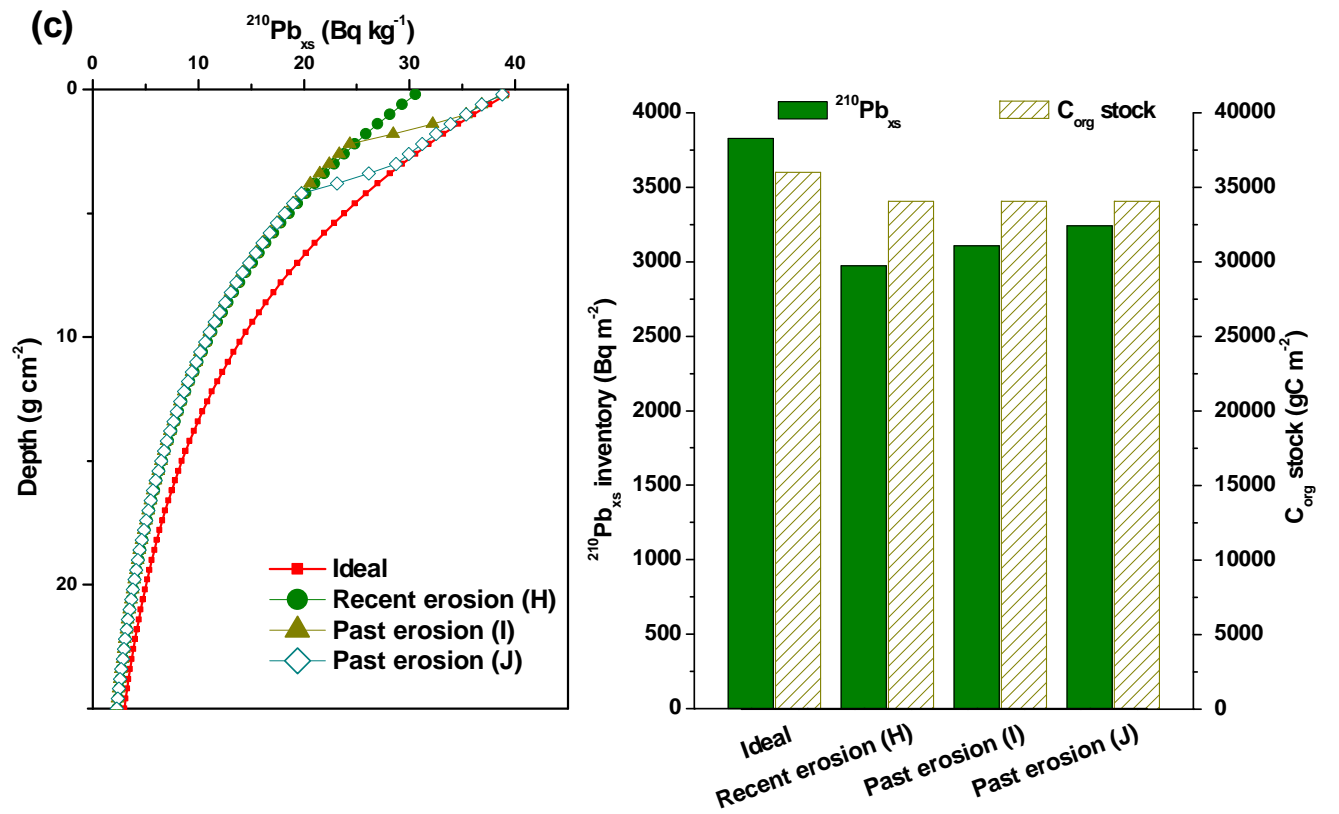 (c)
²¹⁰Pbₓₛ (Bq kg⁻¹)
0 10 20 30 40
0
10
20
Depth (g cm⁻²)
Ideal
Recent erosion (H)
Past erosion (I)
Past erosion (J)
²¹⁰Pbₓₛ
C_org stock
4000
3500
3000
2500
2000
1500
1000
500
0
²¹⁰Pbₓₛ inventory (Bq m⁻²)
40000
35000
30000
25000
20000
15000
10000
5000
0
C_org stock (gC m⁻²)
Ideal
Recent erosion (H)
Past erosion (I)
Past erosion (J)